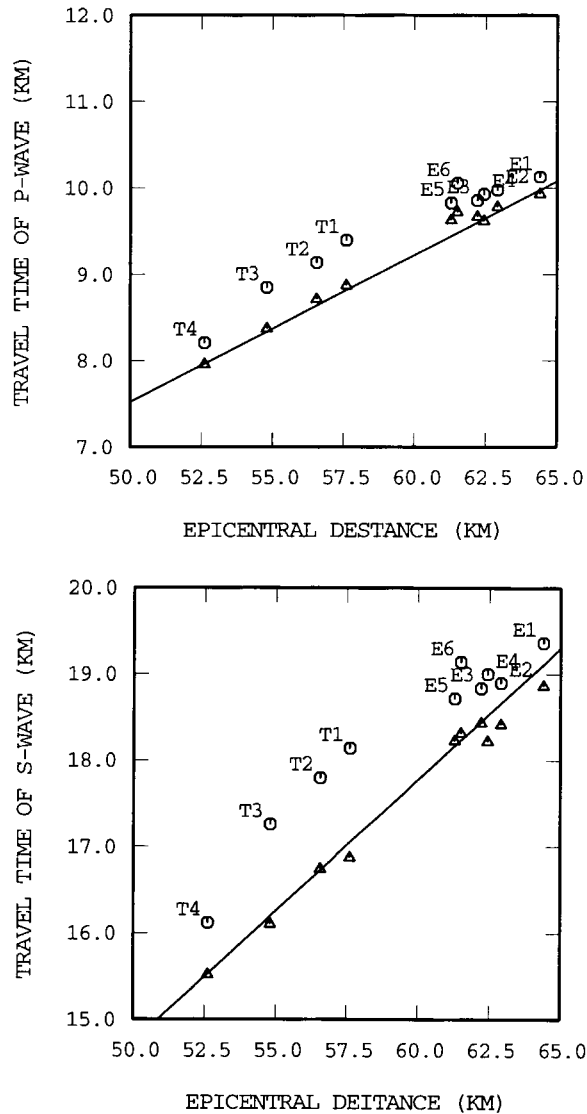 TRAVEL TIME OF P-WAVE (KM)
12.0
11.0
10.0
9.0
8.0
7.0
E1
E6
E2
E5
E3
T1
T2
T3
T4
50.0 52.5 55.0 57.5 60.0 62.5 65.0
EPICENTRAL DESTANCE (KM)
TRAVEL TIME OF S-WAVE (KM)
20.0
19.0
18.0
17.0
16.0
15.0
E1
E6
E4
E3
E2
E5
T1
T2
T3
T4
50.0 52.5 55.0 57.5 60.0 62.5 65.0
EPICENTRAL DEITANCE (KM)